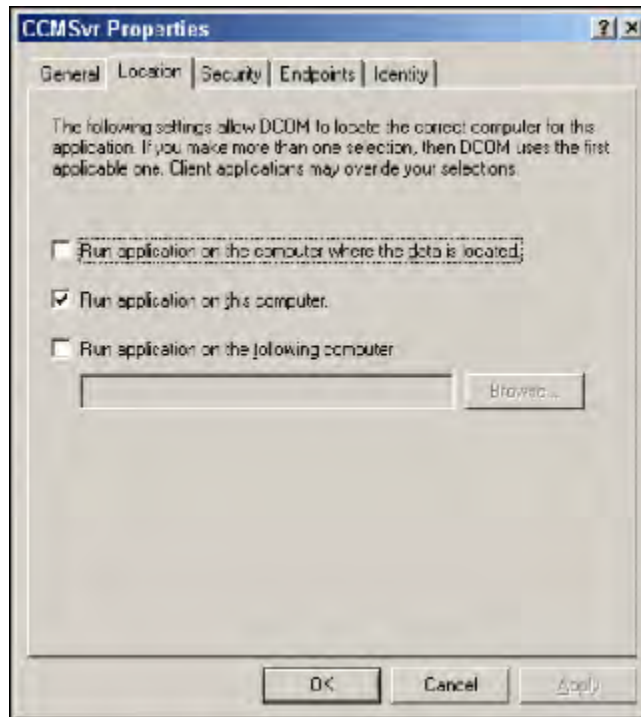 CCMSvr Properties
General Location Security Endpoints Identity
The following settings allow DCOM to locate the correct computer for this
application. If you make more than one selection, then DCOM uses the first
applicable one. Client applications may override your selections.
Run application on the computer where the data is located.
Run application on this computer.
Run application on the following computer
Browse...
OK Cancel Apply